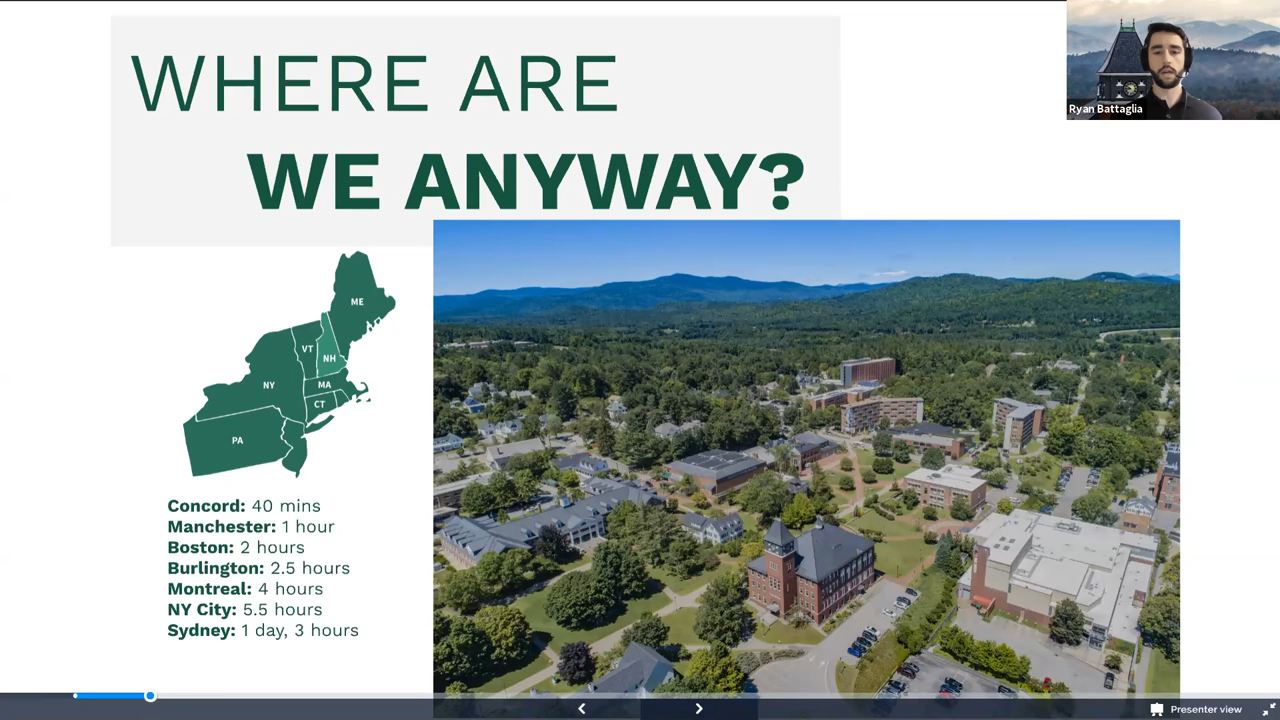 WHERE ARE
WE ANYWAY?
Ryan Battaglia
ME
VT
NH
NY
MA
CT
PA
Concord: 40 mins
Manchester: 1 hour
Boston: 2 hours
Burlington: 2.5 hours
Montreal: 4 hours
NY City: 5.5 hours
Sydney: 1 day, 3 hours
Presenter view